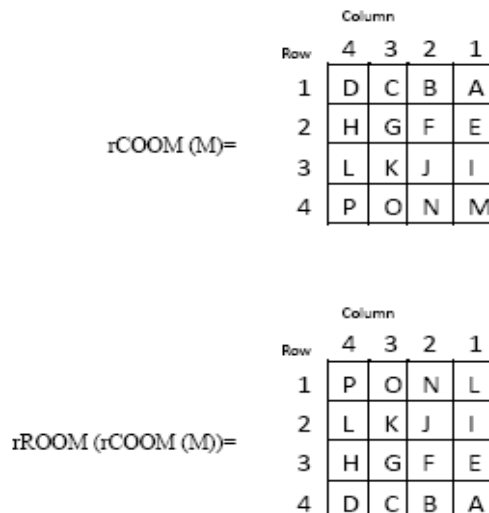 Column
Row 4 3 2 1
1 D C B A
2 H G F E
rCOOM (M)=
3 L K J I
4 P O N M
Column
Row 4 3 2 1
1 P O N L
2 L K J I
rROOM (rCOOM (M))=
3 H G F E
4 D C B A